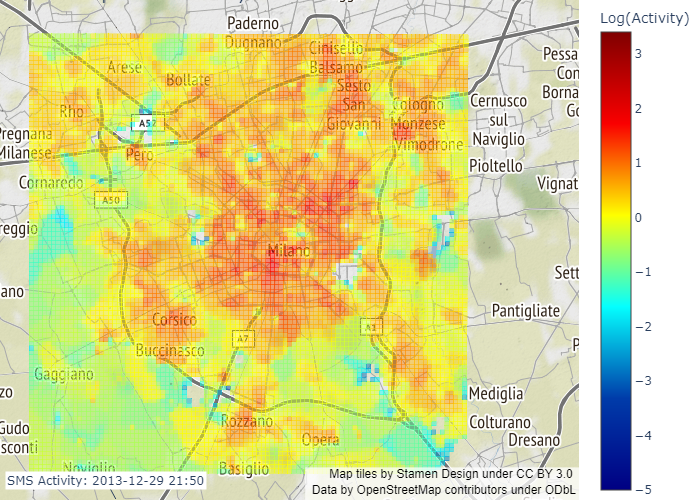 Log(Activity)
Paderno
Dugnano
Cinisello
Balsamo
Arese
Bollate
Sesto
San
Giovanni
Rho
Cologno
Monzese
Vimodrone
Cernusco
sul
Naviglio
Pessa
Con
Borna
Go
A52
Pregnana
Milanese
Pero
Pioltello
Cornaredo
Vignat
A50
reggio
Milano
Sett
ano
Pantigliate
Corsico
A7
A1
Buccinasco
P
Gaggiano
zo
Mediglia
Rozzano
Colturano
Gudo
sconti
Opera
Dresano
Noviglio
Basiglio
SMS Activity: 2013-12-29 21:50
Map tiles by Stamen Design under CC BY 3.0
Data by OpenStreetMap contributors under ODbL
3
2
1
0
−1
−2
−3
−4
−5